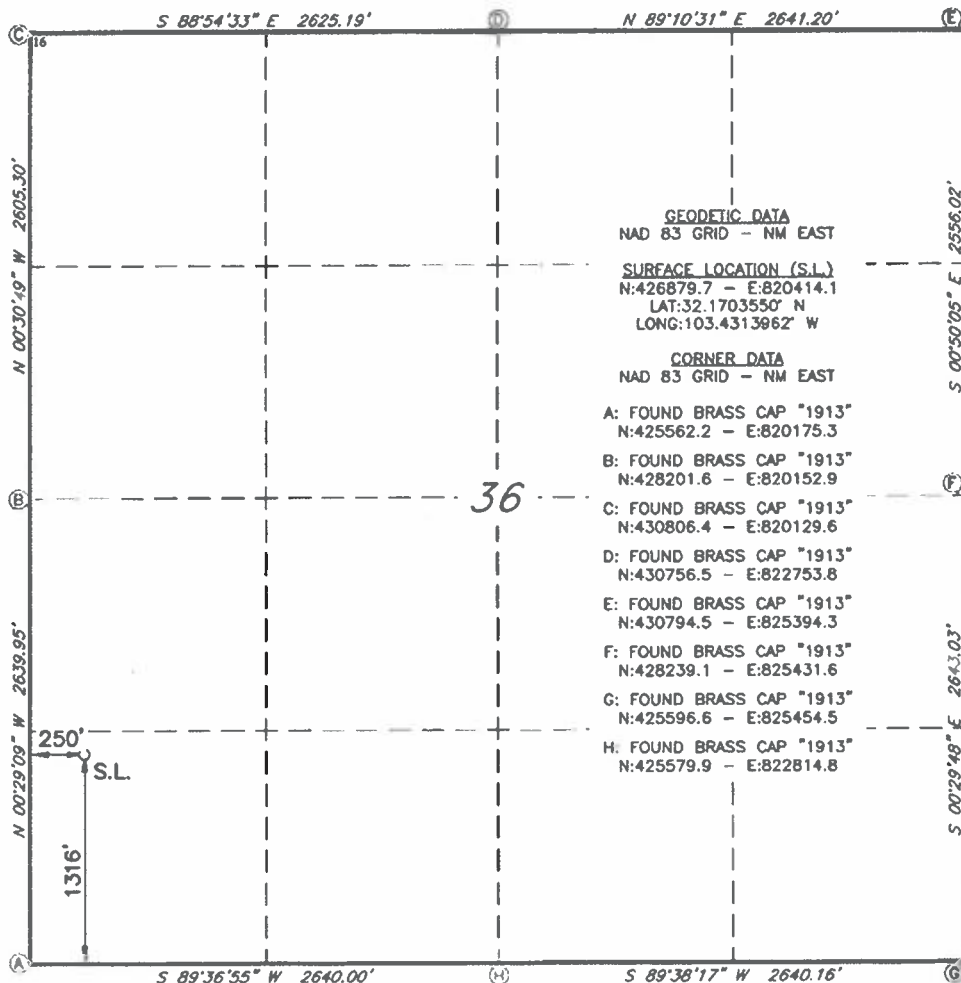 S 88°54'33" E 2625.19'
D
N 89°10'31" E 2641.20'
E
C
16
N 00°30'49" W 2605.30'
S 00°50'05" E 2556.02'
GEODETIC DATA
NAD 83 GRID - NM EAST
SURFACE LOCATION (S.L.)
N:426879.7 - E:820414.1
LAT:32.1703550° N
LONG:103.4313962° W
CORNER DATA
NAD 83 GRID - NM EAST
A: FOUND BRASS CAP "1913"
N:425562.2 - E:820175.3
B: FOUND BRASS CAP "1913"
N:428201.6 - E:820152.9
C: FOUND BRASS CAP "1913"
N:430806.4 - E:820129.6
D: FOUND BRASS CAP "1913"
N:430756.5 - E:822753.8
E: FOUND BRASS CAP "1913"
N:430794.5 - E:825394.3
F: FOUND BRASS CAP "1913"
N:428239.1 - E:825431.6
G: FOUND BRASS CAP "1913"
N:425596.6 - E:825454.5
H: FOUND BRASS CAP "1913"
N:425579.9 - E:822814.8
B
36
F
N 00°29'09" W 2639.95'
S 00°29'48" E 2643.03'
250'
S.L.
1316'
A
S 89°36'55" W 2640.00'
H
S 89°38'17" W 2640.16'
G